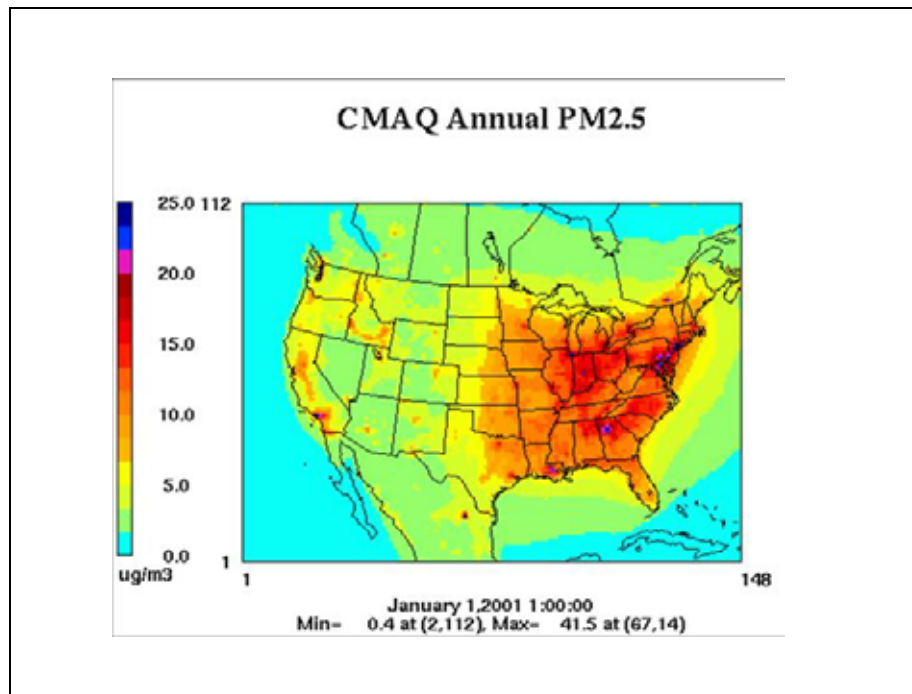 CMAQ Annual PM2.5
25.0
20.0
15.0
10.0
5.0
0.0
ug/m3
112
1
1
148
January 1,2001 1:00:00
Min= 0.4 at (2,112), Max= 41.5 at (67,14)